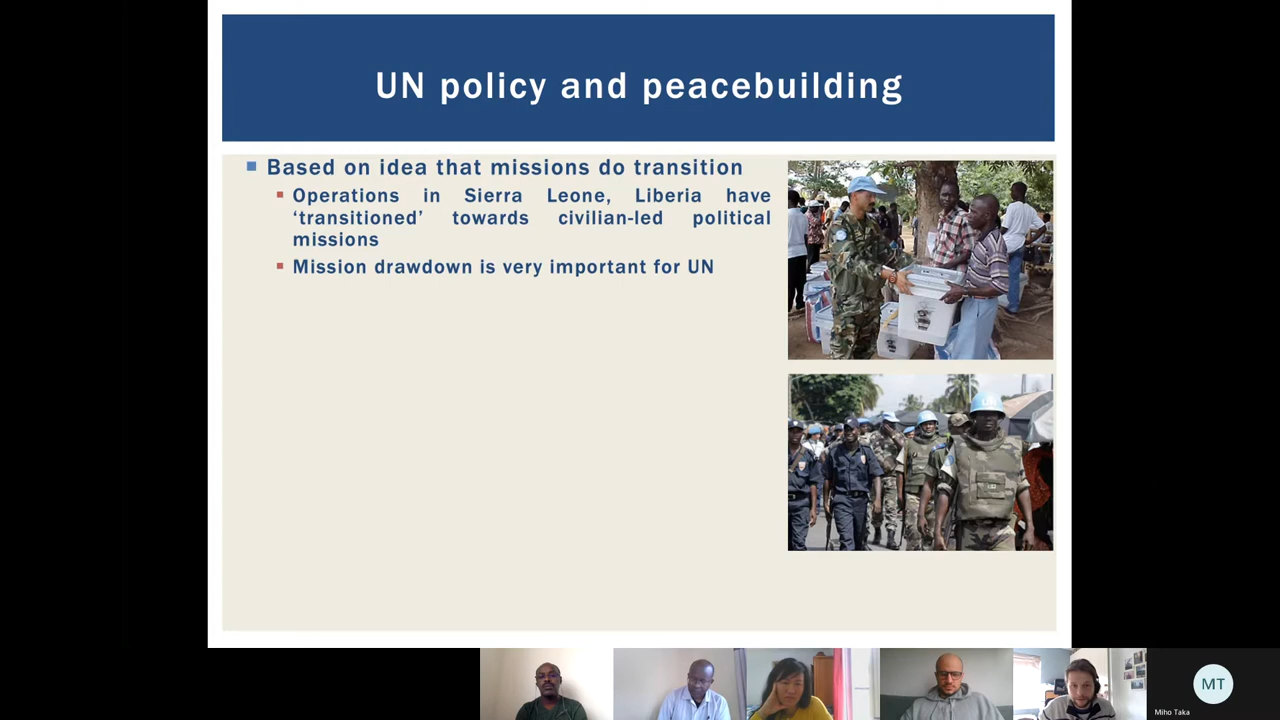 UN policy and peacebuilding
Based on idea that missions do transition
Operations in Sierra Leone, Liberia have
‘transitioned’ towards civilian-led political
missions
Mission drawdown is very important for UN
UN
MT
Miho Taka